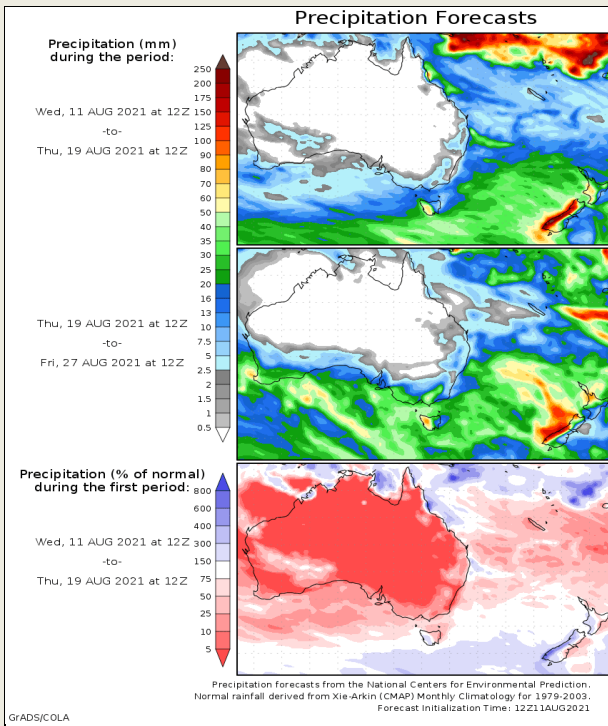 Precipitation Forecasts
Precipitation (mm)
during the period:
Wed, 11 AUG 2021 at 12Z
-to-
Thu, 19 AUG 2021 at 12Z
250
200
175
150
125
100
90
80
70
60
50
40
35
30
25
20
16
13
10
7.5
5
2.5
2
1.5
1
0.5
Thu, 19 AUG 2021 at 12Z
-to-
Fri, 27 AUG 2021 at 12Z
Precipitation (% of normal)
during the first period:
Wed, 11 AUG 2021 at 12Z
-to-
Thu, 19 AUG 2021 at 12Z
800
600
400
300
150
75
50
25
10
5
Precipitation forecasts from the National Centers for Environmental Prediction.
Normal rainfall derived from Xie-Arkin (CMAP) Monthly Climatology for 1979-2003.
Forecast Initialization Time: 12Z11AUG2021
GrADS/COLA